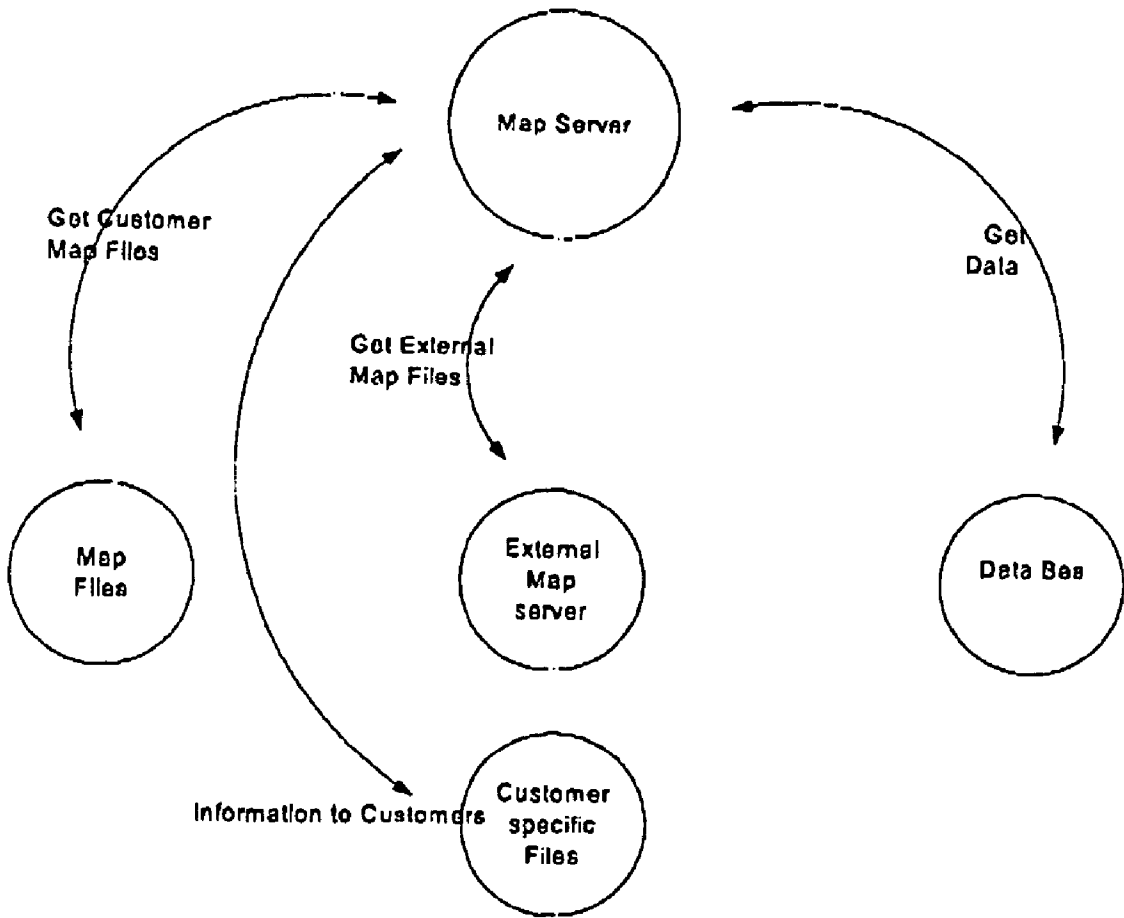 Map Server
Get Customer
Map Files
Get
Data
Get External
Map Files
Map
Files
External
Map
server
Data Bas
Information to Customers
Customer
specific
Files